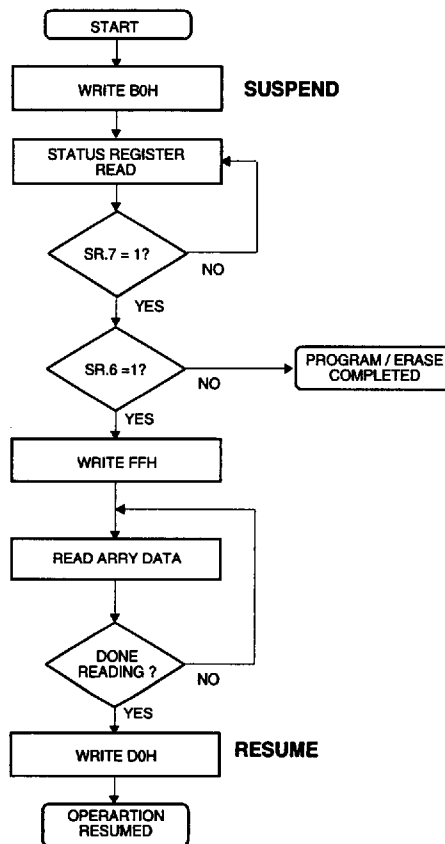 START
WRITE B0H
SUSPEND
STATUS REGISTER
READ
SR.7 = 1?
NO
YES
SR.6 =1?
NO
PROGRAM / ERASE
COMPLETED
YES
WRITE FFH
READ ARRY DATA
DONE
READING ?
NO
YES
WRITE D0H
RESUME
OPERARTION
RESUMED